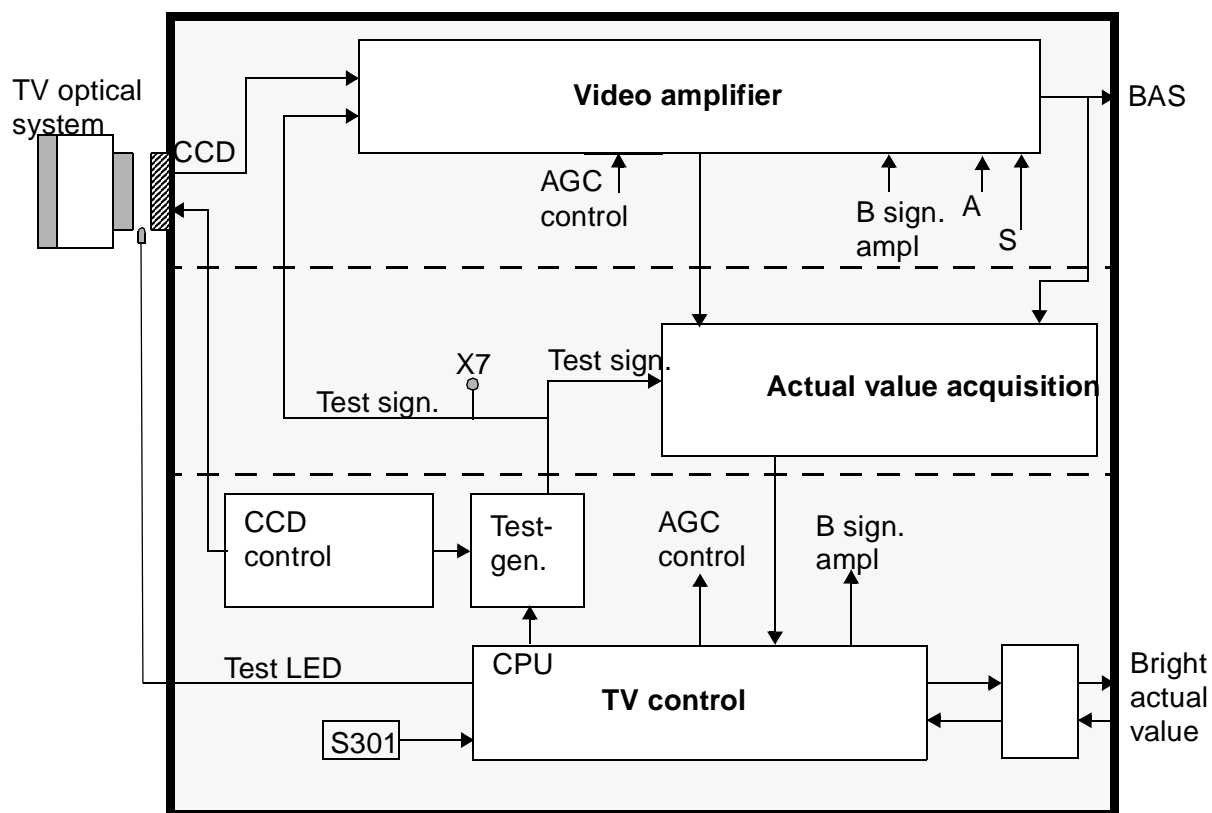 Video amplifier
TV optical
system
BAS
CCD
AGC
control
B sign.
ampl
A
S
X7
Test sign.
Test sign.
Actual value acquisition
CCD
control
Test-
gen.
AGC
control
B sign.
ampl
Test LED
CPU
TV control
S301
Bright
actual
value